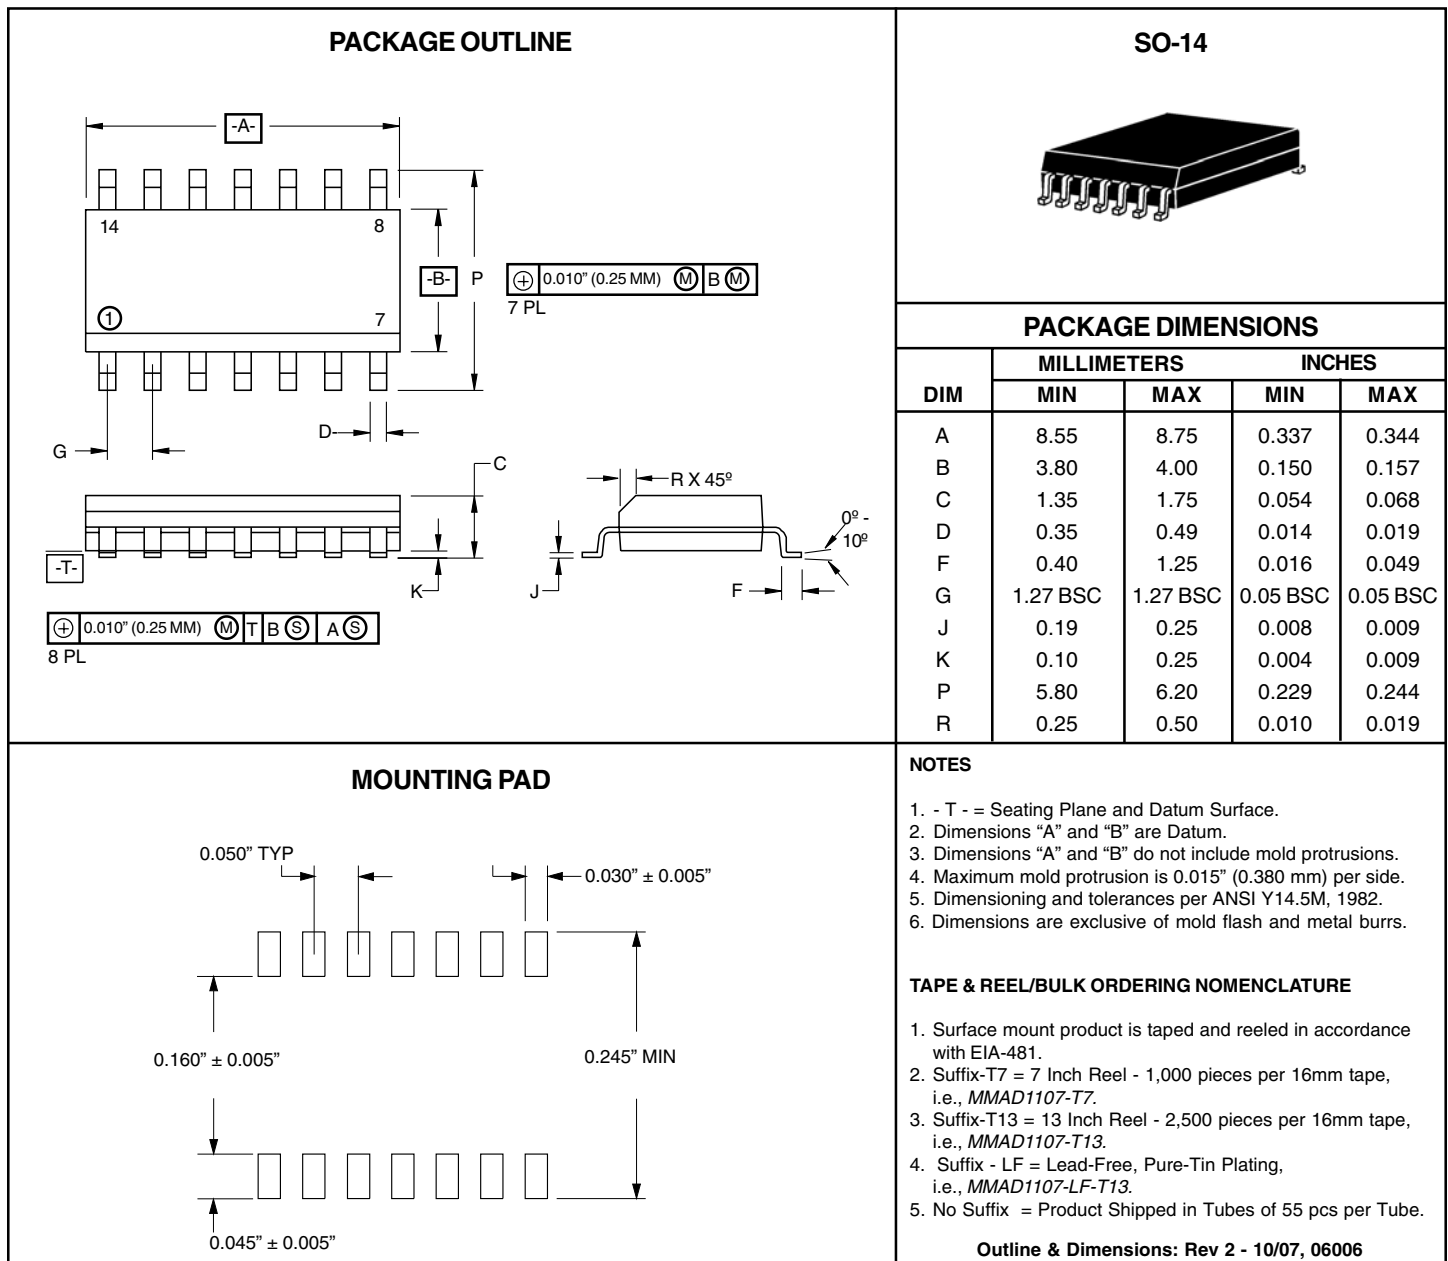 PACKAGE OUTLINE
-A-
14
8
1
7
-B-
P
0.010” (0.25 MM) M B M
7 PL
D
G
C
R X 45º
0º -
10º
-T-
K
J
F
0.010” (0.25 MM) M T B S A S
8 PL
SO-14
PACKAGE DIMENSIONS
MILLIMETERS INCHES
DIM MIN MAX MIN MAX
A 8.55 8.75 0.337 0.344
B 3.80 4.00 0.150 0.157
C 1.35 1.75 0.054 0.068
D 0.35 0.49 0.014 0.019
F 0.40 1.25 0.016 0.049
G 1.27 BSC 1.27 BSC 0.05 BSC 0.05 BSC
J 0.19 0.25 0.008 0.009
K 0.10 0.25 0.004 0.009
P 5.80 6.20 0.229 0.244
R 0.25 0.50 0.010 0.019
MOUNTING PAD
0.050” TYP
0.030” ± 0.005”
0.160” ± 0.005”
0.245” MIN
0.045” ± 0.005”
NOTES
1. - T - = Seating Plane and Datum Surface.
2. Dimensions “A” and “B” are Datum.
3. Dimensions “A” and “B” do not include mold protrusions.
4. Maximum mold protrusion is 0.015” (0.380 mm) per side.
5. Dimensioning and tolerances per ANSI Y14.5M, 1982.
6. Dimensions are exclusive of mold flash and metal burrs.
TAPE & REEL/BULK ORDERING NOMENCLATURE
1. Surface mount product is taped and reeled in accordance
with EIA-481.
2. Suffix-T7 = 7 Inch Reel - 1,000 pieces per 16mm tape,
i.e., MMAD1107-T7.
3. Suffix-T13 = 13 Inch Reel - 2,500 pieces per 16mm tape,
i.e., MMAD1107-T13.
4. Suffix - LF = Lead-Free, Pure-Tin Plating,
i.e., MMAD1107-LF-T13.
5. No Suffix = Product Shipped in Tubes of 55 pcs per Tube.
Outline & Dimensions: Rev 2 - 10/07, 06006